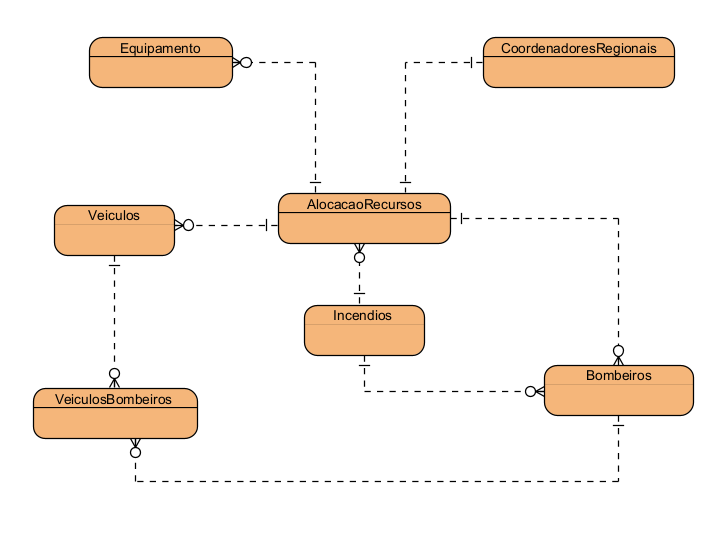 Equipamento
CoordenadoresRegionais
AlocacaoRecursos
Veiculos
Incendios
Bombeiros
VeiculosBombeiros